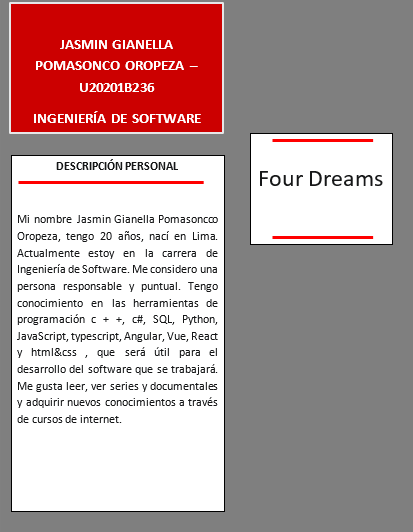 JASMIN GIANELLA
POMASONCO OROPEZA –
U20201B236
INGENIERÍA DE SOFTWARE
DESCRIPCIÓN PERSONAL
Mi nombre Jasmin Gianella Pomasoncco
Oropeza, tengo 20 años, nací en Lima.
Actualmente estoy en la carrera de
Ingeniería de Software. Me considero una
persona responsable y puntual. Tengo
conocimiento en las herramientas de
programación c + +, c#, SQL, Python,
JavaScript, typescript, Angular, Vue, React
y html&css , que será útil para el
desarrollo del software que se trabajará.
Me gusta leer, ver series y documentales
y adquirir nuevos conocimientos a través
de cursos de internet.
Four Dreams